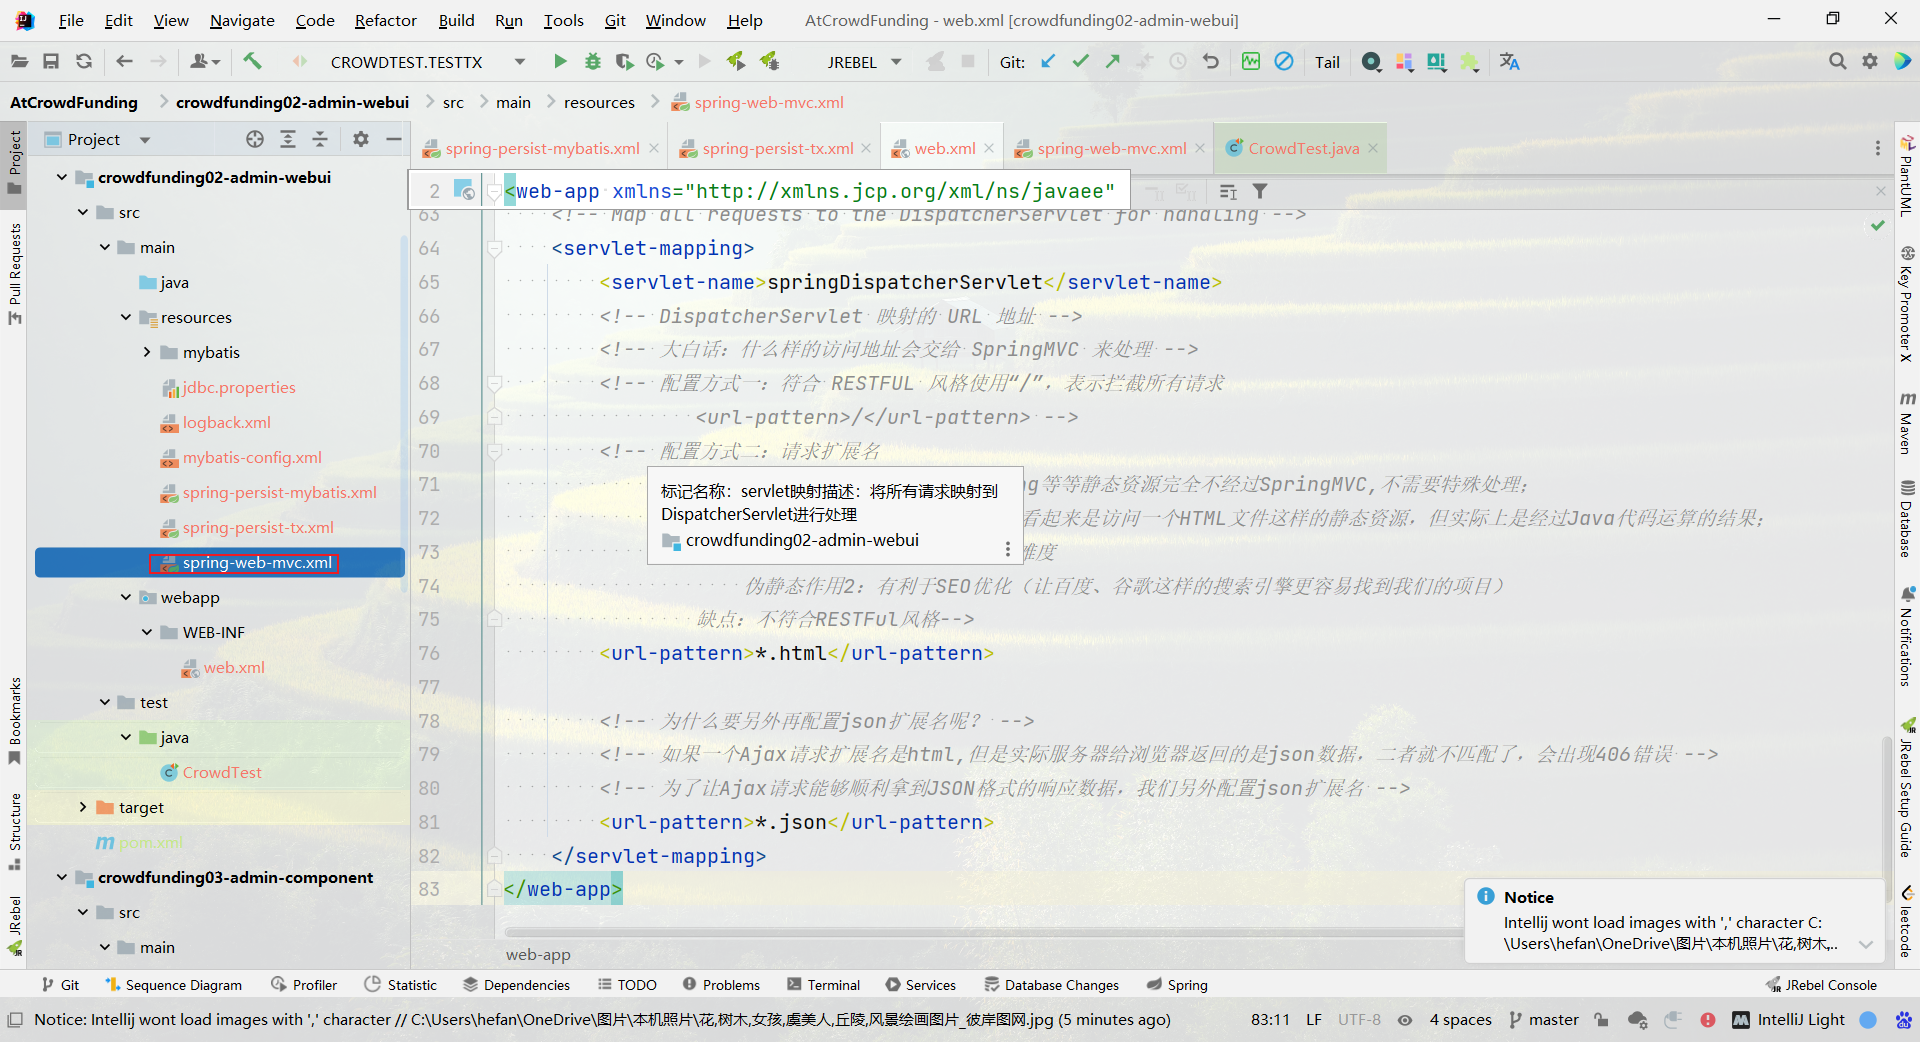 File Edit View Navigate Code Refactor Build Run Tools Git Window Help AtCrowdFunding - web.xml [crowdfunding02-admin-webui]
CROWDTEST.TESTTX JREBEL Git: Tail
AtCrowdFunding crowdfunding02-admin-webui src main resources spring-web-mvc.xml
Project
spring-persist-mybatis.xml spring-persist-tx.xml web.xml spring-web-mvc.xml CrowdTest.java
Project
Pull Requests
Bookmarks
Structure
JRebel
crowdfunding02-admin-webui
src
main
java
resources
mybatis
jdbc.properties
logback.xml
mybatis-config.xml
spring-persist-mybatis.xml
spring-persist-tx.xml
spring-web-mvc.xml
webapp
WEB-INF
web.xml
test
java
CrowdTest
target
pom.xml
crowdfunding03-admin-component
src
main
2 <web-app xmlns="http://xmlns.jcp.org/xml/ns/javaee"
63 <!-- Map all requests to the DispatcherServlet for handling -->
64 <servlet-mapping>
65 <servlet-name>springDispatcherServlet</servlet-name>
66 <!-- DispatcherServlet 映射的 URL 地址 -->
67 <!-- 大白话：什么样的访问地址会交给 SpringMVC 来处理 -->
68 <!-- 配置方式一：符合 RESTFUL 风格使用“/”，表示拦截所有请求
69 <url-pattern>/</url-pattern> -->
70 <!-- 配置方式二：请求扩展名
71 等等静态资源完全不经过SpringMVC,不需要特殊处理；
72 看起来是访问一个HTML文件这样的静态资源，但实际上是经过Java代码运算的结果；
73 难度
74 伪静态作用2：有利于SEO优化（让百度、谷歌这样的搜索引擎更容易找到我们的项目）
75 缺点：不符合RESTFul风格-->
76 <url-pattern>*.html</url-pattern>
77
78 <!-- 为什么要另外再配置json扩展名呢？ -->
79 <!-- 如果一个Ajax请求扩展名是html,但是实际服务器给浏览器返回的是json数据，二者就不匹配了，会出现406错误 -->
80 <!-- 为了让Ajax请求能够顺利拿到JSON格式的响应数据，我们另外配置json扩展名 -->
81 <url-pattern>*.json</url-pattern>
82 </servlet-mapping>
83 </web-app>
标记名称：servlet映射描述：将所有请求映射到
DispatcherServlet进行处理
crowdfunding02-admin-webui
web-app
PlantUML
Key Promoter X
Maven
Database
Notifications
JRebel Setup Guide
leetcode
Notice
Intellij wont load images with ',' character C:
\Users\hefan\OneDrive\图片\本机照片\花,树木,..
Git Sequence Diagram Profiler Statistic Dependencies TODO Problems Terminal Services Database Changes Spring JRebel Console
Notice: Intellij wont load images with ',' character // C:\Users\hefan\OneDrive\图片\本机照片\花,树木,女孩,虞美人,丘陵,风景绘画图片_彼岸图网.jpg (5 minutes ago) 83:11 LF UTF-8 4 spaces master IntelliJ Light